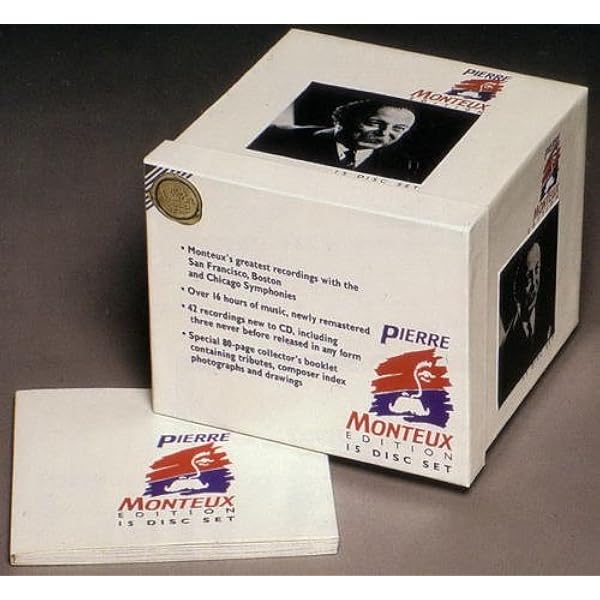 PIERRE
MONTEUX
EDITION
15 DISC SET
• Monteux's greatest recordings with the
San Francisco, Boston
and Chicago Symphonies
• Over 16 hours of music, newly remastered
• 42 recordings new to CD, including
three never before released in any form
• Special 80-page collector's booklet
containing tributes, composer index
photographs and drawings
PIERRE
MONTEUX
EDITION
15 DISC SET
PIERRE
MONTEUX
EDITION
15 DISC SET